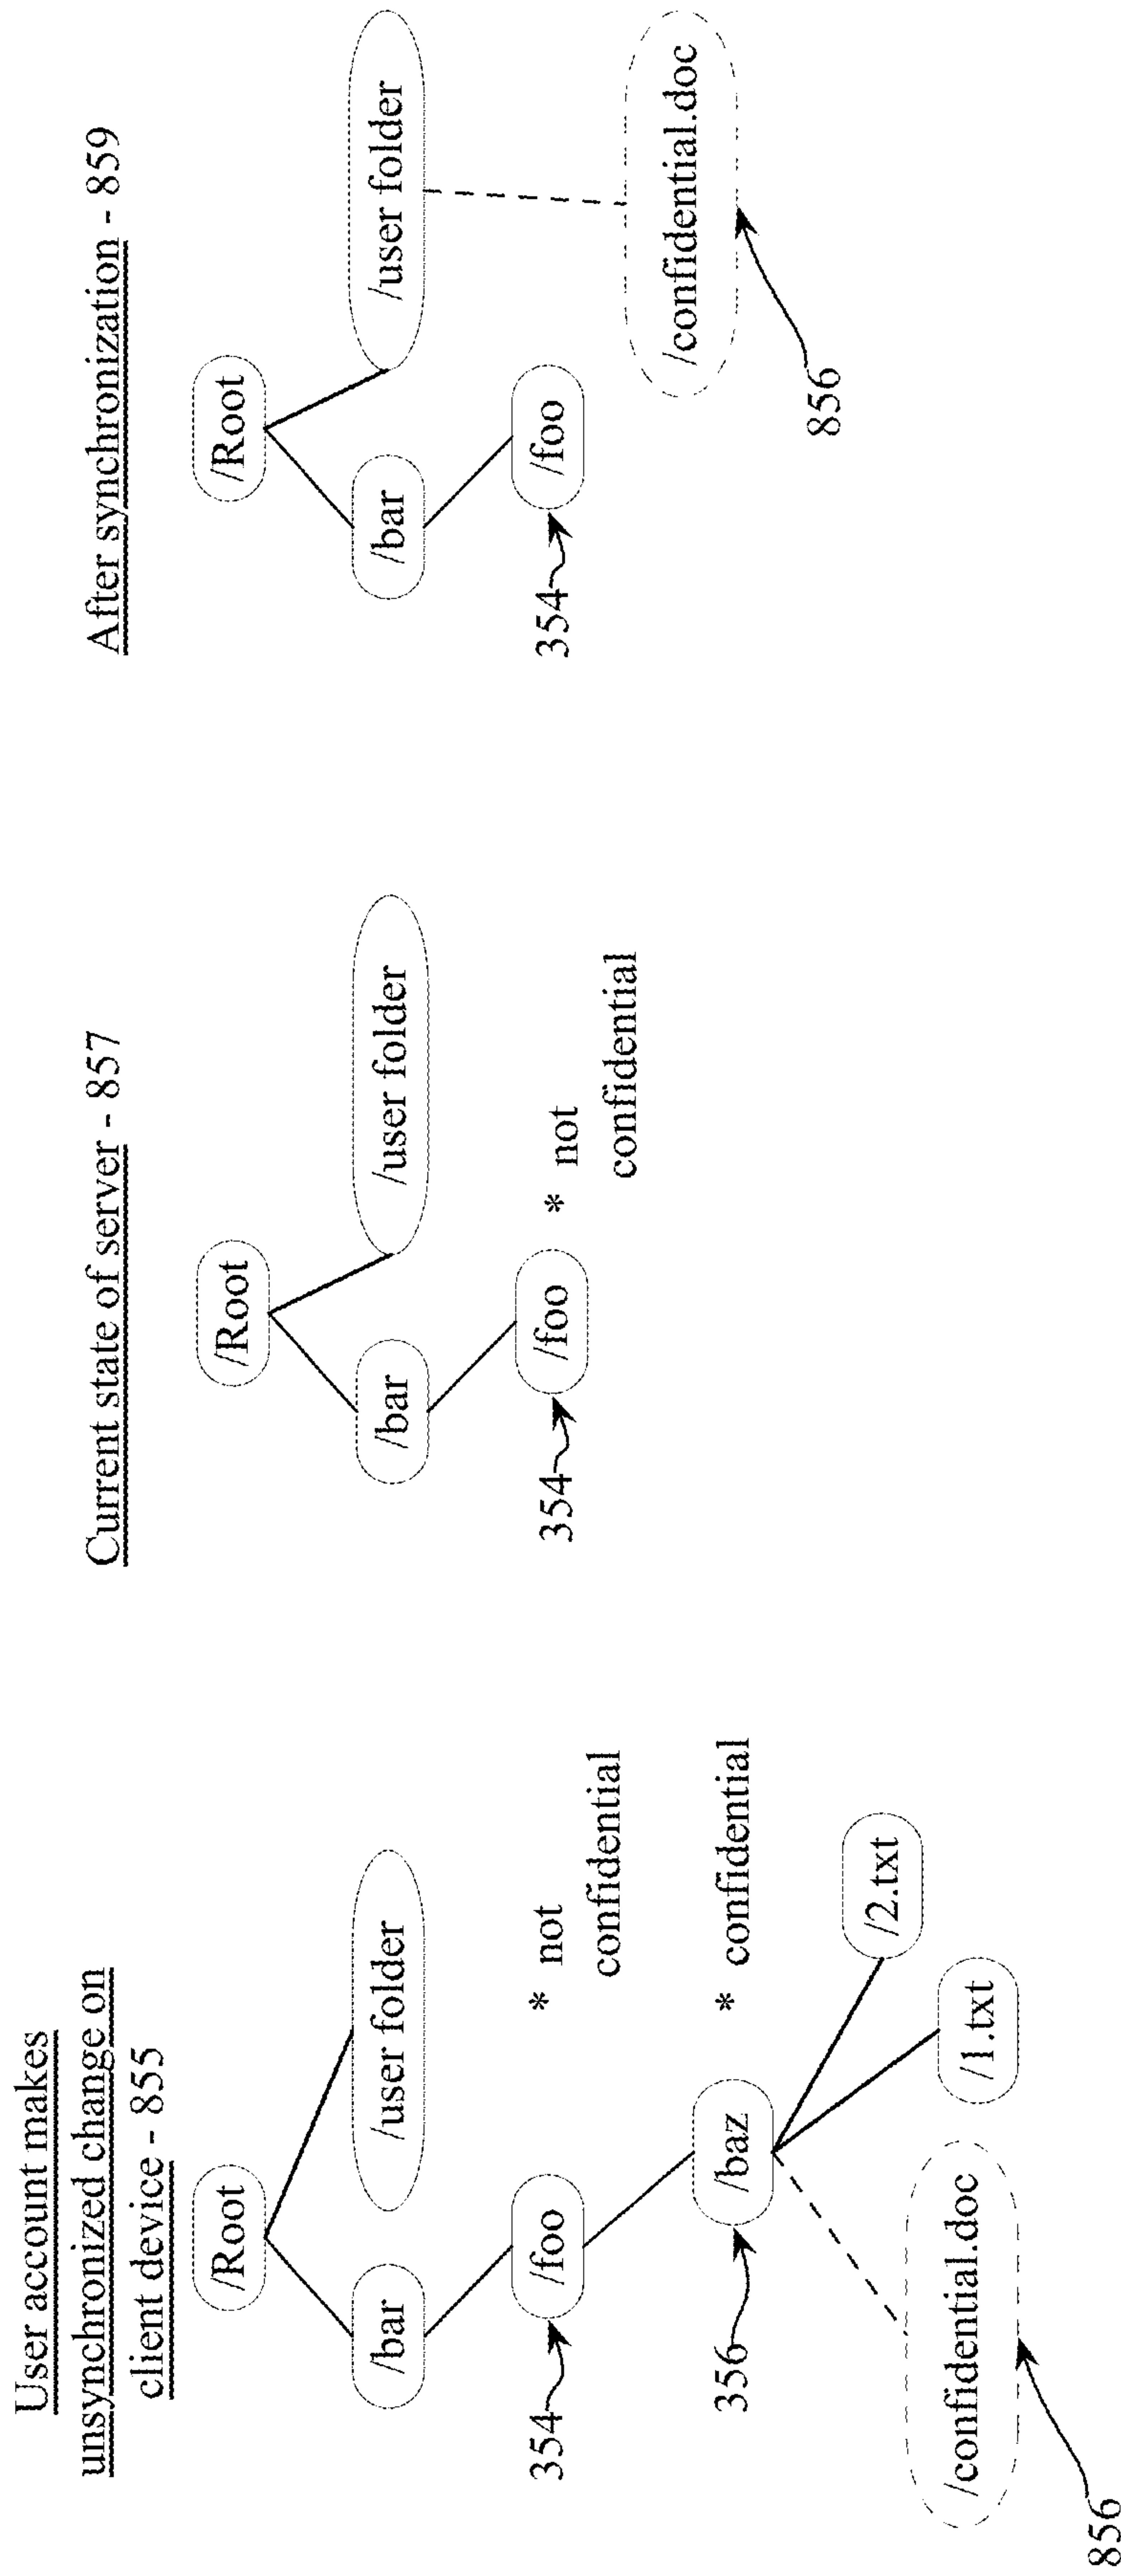 User account makes
unsynchronized change on
client device - 855
/Root
/bar
/user folder
354
/foo
* not
confidential
356
/baz
* confidential
/confidential.doc
/1.txt
/2.txt
856
Current state of server - 857
/Root
/bar
/user folder
354
/foo
* not
confidential
After synchronization - 859
/Root
/bar
/user folder
354
/foo
/confidential.doc
856